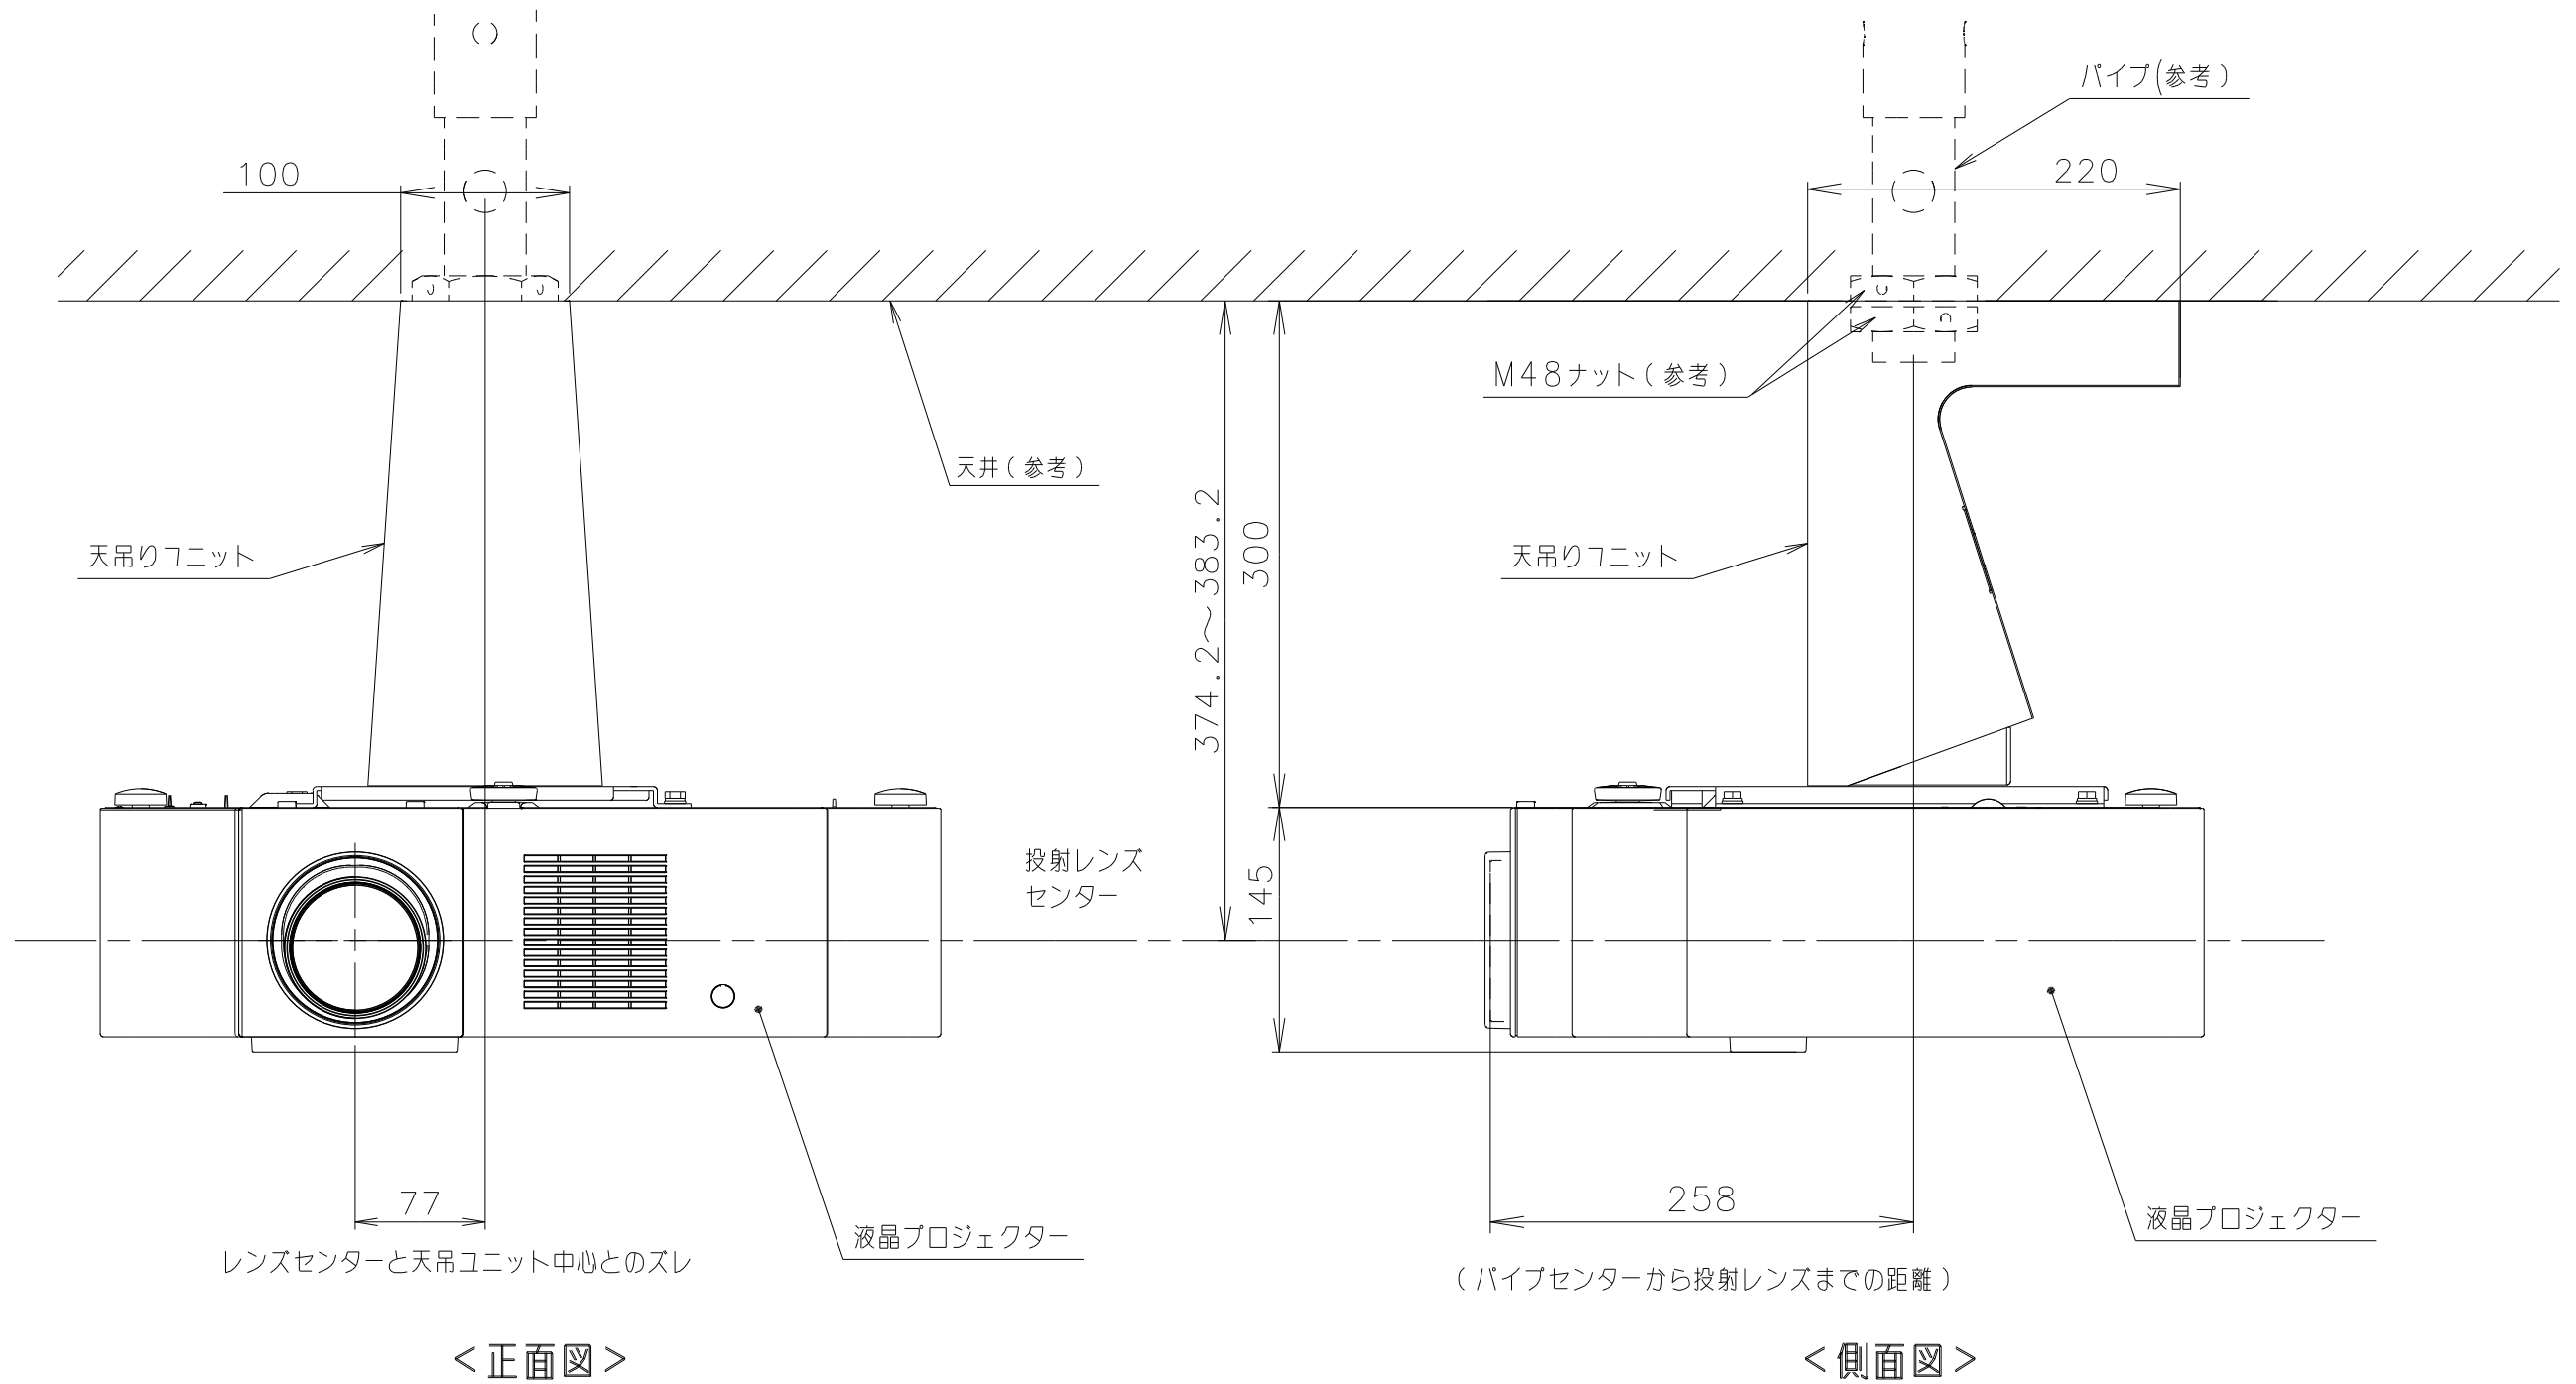 パイプ(参考)
100
220
M48ナット(参考)
天井(参考)
天吊りユニット
374.2～383.2
300
天吊りユニット
投射レンズ
センター
145
77
258
液晶プロジェクター
液晶プロジェクター
レンズセンターと天吊ユニット中心とのズレ
(パイプセンターから投射レンズまでの距離)
<正面図>
<側面図>